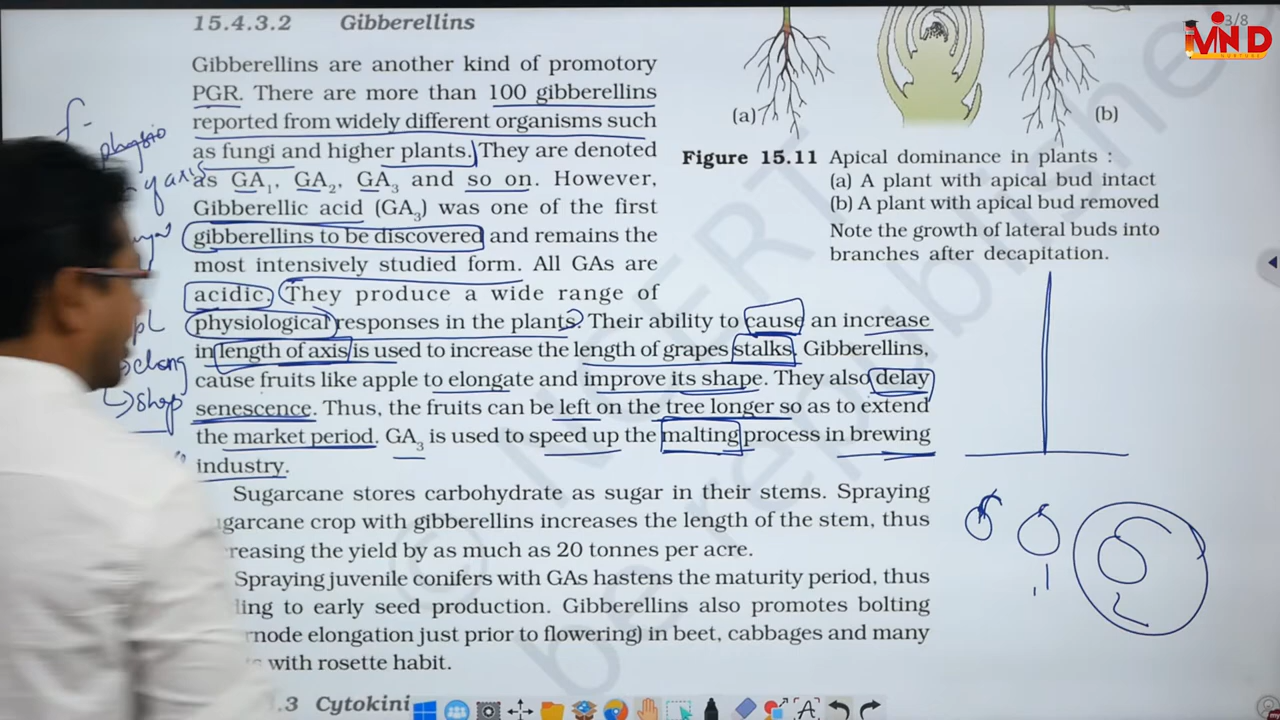 15.4.3.2 Gibberellins
Gibberellins are another kind of promotory
PGR. There are more than 100 gibberellins
reported from widely different organisms such
as fungi and higher plants. They are denoted
as GA1, GA2, GA3 and so on. However,
Gibberellic acid (GA3) was one of the first
gibberellins to be discovered and remains the
most intensively studied form. All GAs are
acidic. They produce a wide range of
physiological responses in the plants. Their ability to cause an increase
in length of axis is used to increase the length of grapes stalks. Gibberellins,
cause fruits like apple to elongate and improve its shape. They also delay
senescence. Thus, the fruits can be left on the tree longer so as to extend
the market period. GA3 is used to speed up the malting process in brewing
industry.
Sugarcane stores carbohydrate as sugar in their stems. Spraying
garcane crop with gibberellins increases the length of the stem, thus
reasing the yield by as much as 20 tonnes per acre.
Spraying juvenile conifers with GAs hastens the maturity period, thus
ling to early seed production. Gibberellins also promotes bolting
node elongation just prior to flowering) in beet, cabbages and many
with rosette habit.
.3 Cytokini
(a)
(b)
Figure 15.11 Apical dominance in plants :
(a) A plant with apical bud intact
(b) A plant with apical bud removed
Note the growth of lateral buds into
branches after decapitation.
3/8
MIND
physio
axis
elong
shop